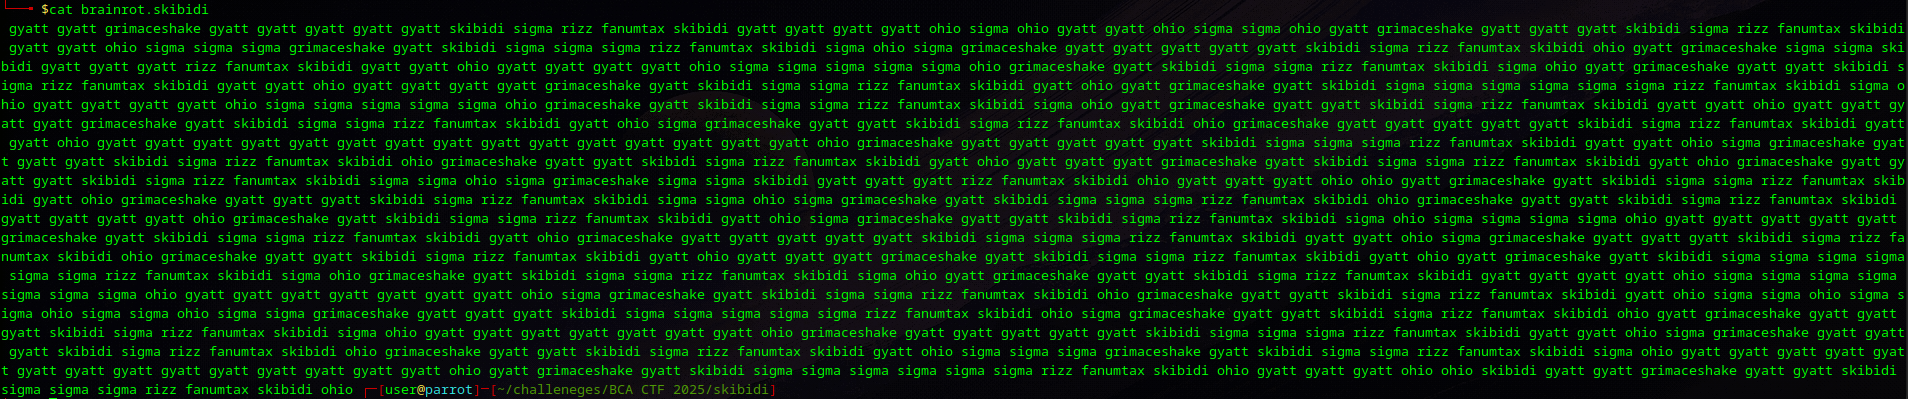 └──╼ $cat brainrot.skibidi
gyatt gyatt grimaceshake gyatt gyatt gyatt gyatt gyatt skibidi sigma rizz fanumtax skibidi gyatt gyatt gyatt gyatt ohio sigma ohio gyatt gyatt ohio sigma sigma ohio gyatt grimaceshake gyatt gyatt gyatt skibidi sigma rizz fanumtax skibidi
gyatt gyatt ohio sigma sigma sigma grimaceshake gyatt skibidi sigma sigma sigma rizz fanumtax skibidi sigma ohio sigma grimaceshake gyatt gyatt gyatt gyatt gyatt skibidi sigma rizz fanumtax skibidi ohio gyatt grimaceshake sigma sigma ski
bidi gyatt gyatt gyatt rizz fanumtax skibidi gyatt gyatt ohio gyatt gyatt gyatt gyatt ohio sigma sigma sigma sigma sigma ohio grimaceshake gyatt skibidi sigma sigma rizz fanumtax skibidi sigma ohio gyatt grimaceshake gyatt gyatt skibidi s
igma rizz fanumtax skibidi gyatt gyatt ohio gyatt gyatt gyatt gyatt gyatt grimaceshake gyatt skibidi sigma sigma rizz fanumtax skibidi gyatt ohio gyatt grimaceshake gyatt skibidi sigma sigma sigma sigma sigma rizz fanumtax skibidi sigma o
hio gyatt gyatt gyatt gyatt ohio sigma sigma sigma sigma sigma ohio grimaceshake gyatt skibidi sigma sigma rizz fanumtax skibidi sigma ohio grimaceshake gyatt gyatt skibidi sigma rizz fanumtax skibidi gyatt gyatt ohio gyatt gyatt gy
att gyatt grimaceshake gyatt skibidi sigma sigma rizz fanumtax skibidi gyatt ohio sigma grimaceshake gyatt gyatt skibidi sigma rizz fanumtax skibidi ohio grimaceshake gyatt gyatt gyatt gyatt gyatt skibidi sigma rizz fanumtax skibidi gyatt
gyatt ohio gyatt gyatt gyatt gyatt gyatt gyatt gyatt gyatt gyatt gyatt gyatt gyatt ohio grimaceshake gyatt gyatt gyatt gyatt gyatt skibidi sigma sigma sigma rizz fanumtax skibidi gyatt gyatt ohio sigma grimaceshake gyat
t gyatt gyatt skibidi sigma rizz fanumtax skibidi ohio grimaceshake gyatt gyatt skibidi sigma rizz fanumtax skibidi gyatt ohio gyatt gyatt gyatt grimaceshake gyatt skibidi sigma sigma rizz fanumtax skibidi gyatt ohio grimaceshake gyatt gy
att gyatt skibidi sigma rizz fanumtax skibidi sigma sigma ohio sigma grimaceshake sigma sigma skibidi gyatt gyatt gyatt rizz fanumtax skibidi ohio gyatt gyatt gyatt ohio ohio gyatt grimaceshake gyatt skibidi sigma sigma rizz fanumtax skib
idi gyatt ohio grimaceshake gyatt gyatt gyatt skibidi sigma rizz fanumtax skibidi sigma sigma ohio sigma grimaceshake gyatt skibidi sigma sigma sigma rizz fanumtax skibidi ohio grimaceshake gyatt gyatt skibidi sigma rizz fanumtax skibidi
gyatt gyatt gyatt gyatt ohio grimaceshake gyatt skibidi sigma sigma rizz fanumtax skibidi gyatt ohio sigma grimaceshake gyatt gyatt skibidi sigma rizz fanumtax skibidi sigma ohio sigma sigma sigma sigma ohio gyatt gyatt gyatt gyatt
grimaceshake gyatt skibidi sigma sigma rizz fanumtax skibidi gyatt ohio grimaceshake gyatt gyatt gyatt gyatt gyatt skibidi sigma sigma sigma rizz fanumtax skibidi gyatt gyatt ohio sigma grimaceshake gyatt gyatt gyatt skibidi sigma rizz fa
numtax skibidi ohio grimaceshake gyatt gyatt skibidi sigma rizz fanumtax skibidi gyatt ohio gyatt gyatt gyatt grimaceshake gyatt skibidi sigma sigma rizz fanumtax skibidi gyatt ohio gyatt grimaceshake gyatt skibidi sigma sigma sigma sigma
sigma sigma rizz fanumtax skibidi sigma ohio grimaceshake gyatt skibidi sigma sigma rizz fanumtax skibidi sigma ohio gyatt grimaceshake gyatt gyatt skibidi sigma rizz fanumtax skibidi gyatt gyatt gyatt gyatt ohio sigma sigma sigma sigma
sigma sigma sigma ohio gyatt gyatt gyatt gyatt gyatt gyatt gyatt ohio sigma grimaceshake gyatt skibidi sigma sigma rizz fanumtax skibidi ohio grimaceshake gyatt gyatt skibidi sigma rizz fanumtax skibidi gyatt ohio sigma sigma ohio sigma s
igma ohio sigma sigma ohio sigma sigma grimaceshake gyatt gyatt gyatt skibidi sigma sigma sigma sigma sigma rizz fanumtax skibidi ohio sigma grimaceshake gyatt gyatt skibidi sigma rizz fanumtax skibidi ohio gyatt grimaceshake gyatt gyatt
gyatt skibidi sigma rizz fanumtax skibidi sigma ohio gyatt gyatt gyatt gyatt gyatt gyatt gyatt ohio grimaceshake gyatt gyatt gyatt gyatt skibidi sigma sigma sigma rizz fanumtax skibidi gyatt gyatt ohio sigma grimaceshake gyatt gyatt
gyatt skibidi sigma rizz fanumtax skibidi ohio grimaceshake gyatt gyatt skibidi sigma rizz fanumtax skibidi gyatt ohio sigma sigma sigma grimaceshake gyatt skibidi sigma sigma rizz fanumtax skibidi sigma ohio gyatt gyatt gyatt gyatt gyat
t gyatt gyatt gyatt gyatt gyatt gyatt gyatt gyatt ohio gyatt grimaceshake gyatt gyatt skibidi sigma sigma sigma sigma sigma rizz fanumtax skibidi ohio gyatt gyatt gyatt ohio ohio skibidi gyatt gyatt grimaceshake gyatt gyatt skibidi
sigma sigma sigma rizz fanumtax skibidi ohio ┌─[user@parrot]─[~/challeneges/BCA CTF 2025/skibidi]